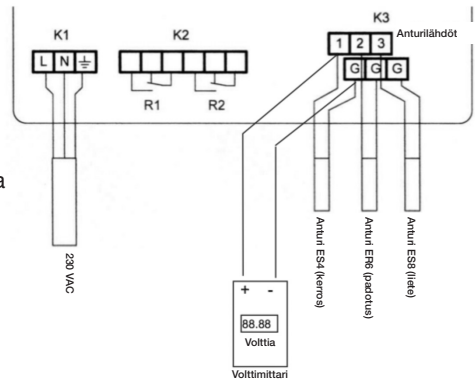 K1
K2
K3
Anturilähdöt
L N
1 2 3
G G G
R1
R2
a
230 VAC
Anturi ES4 (kerros)
Anturi ER6 (padotus)
Anturi ES8 (liete)
+ -
88.88
Volttia
Volttimittari